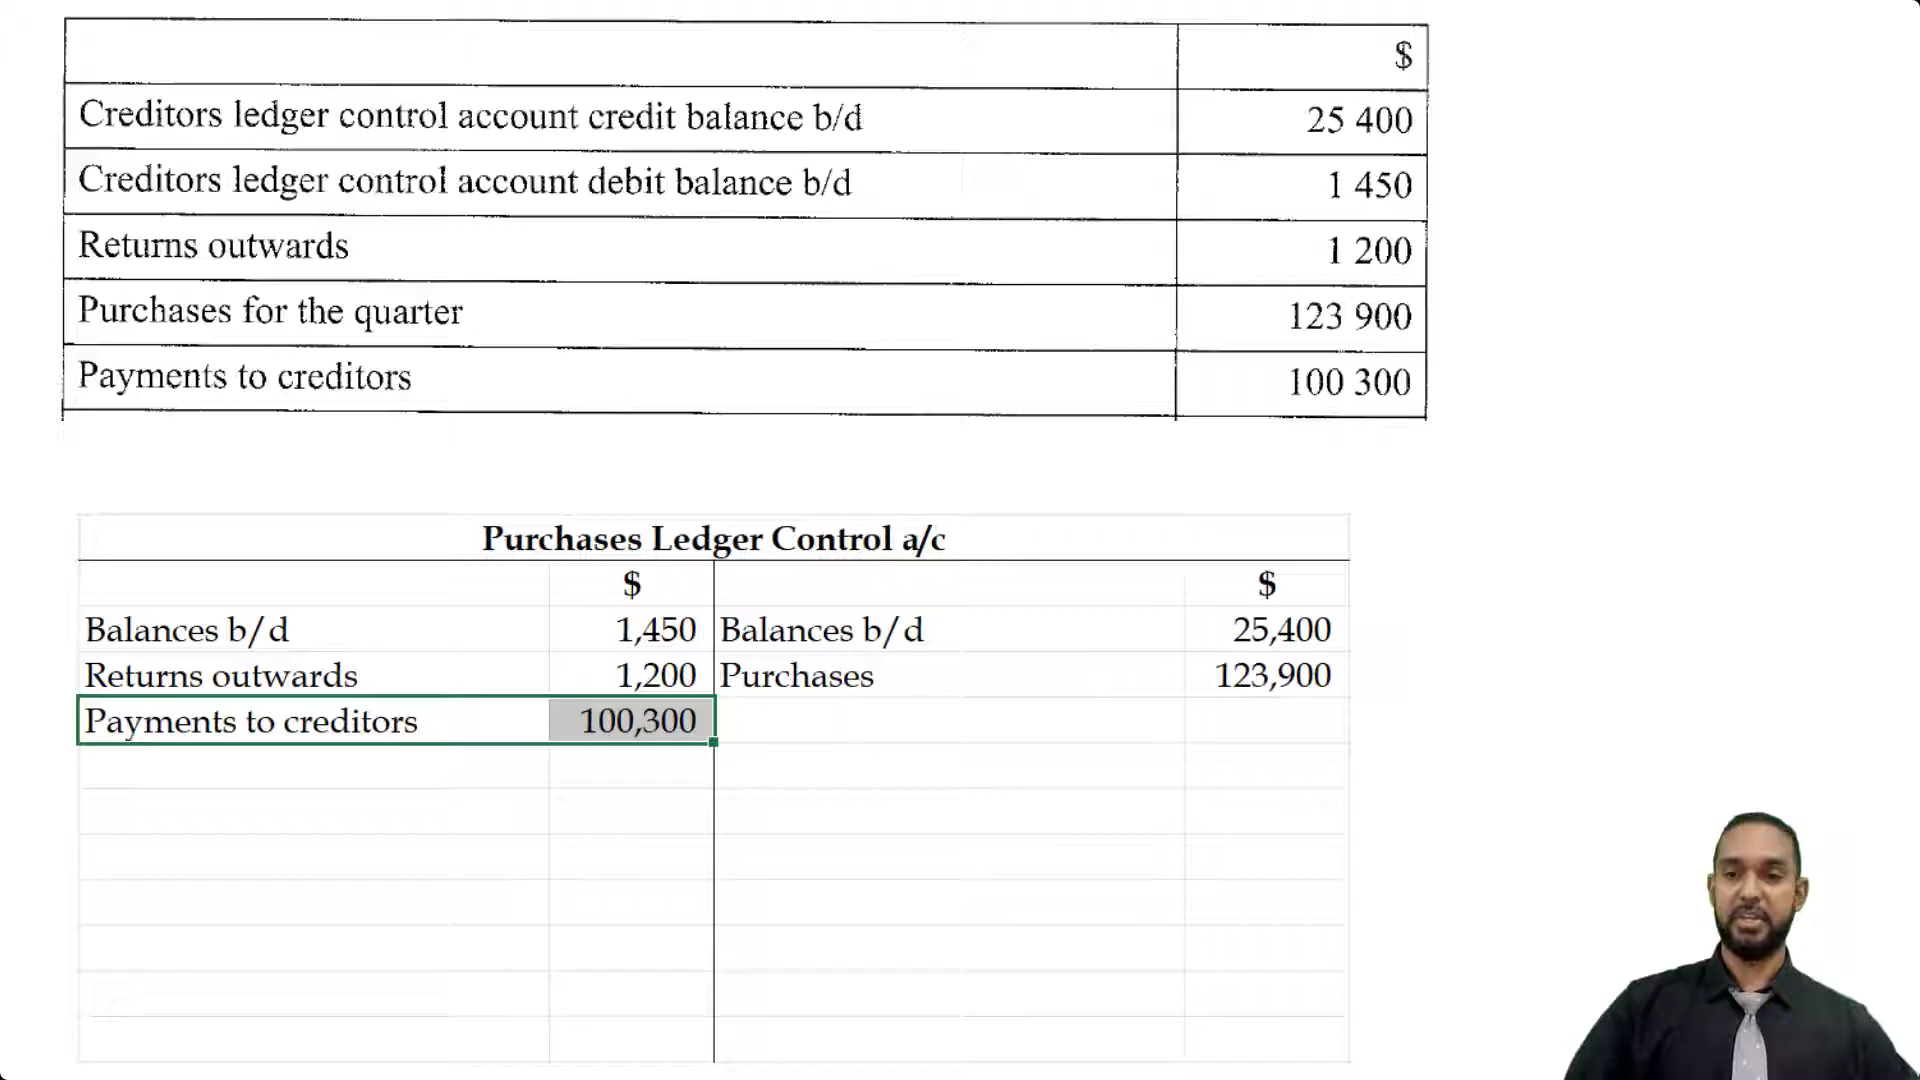 $
Creditors ledger control account credit balance b/d 25 400
Creditors ledger control account debit balance b/d 1 450
Returns outwards 1 200
Purchases for the quarter 123 900
Payments to creditors 100 300
Purchases Ledger Control a/c
$ $
Balances b/d 1,450 Balances b/d 25,400
Returns outwards 1,200 Purchases 123,900
Payments to creditors 100,300